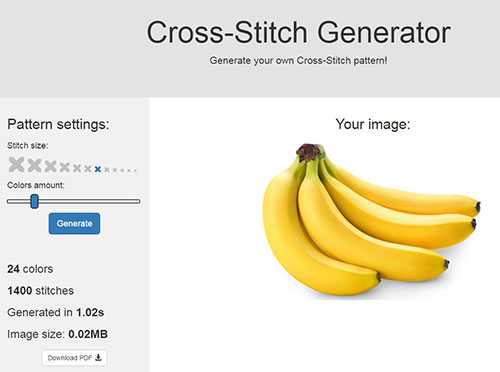 Cross-Stitch Generator
Generate your own Cross-Stitch pattern!
Pattern settings:
Stitch size:
Colors amount:
Generate
24 colors
1400 stitches
Generated in 1.02s
Image size: 0.02MB
Download PDF
Your image: